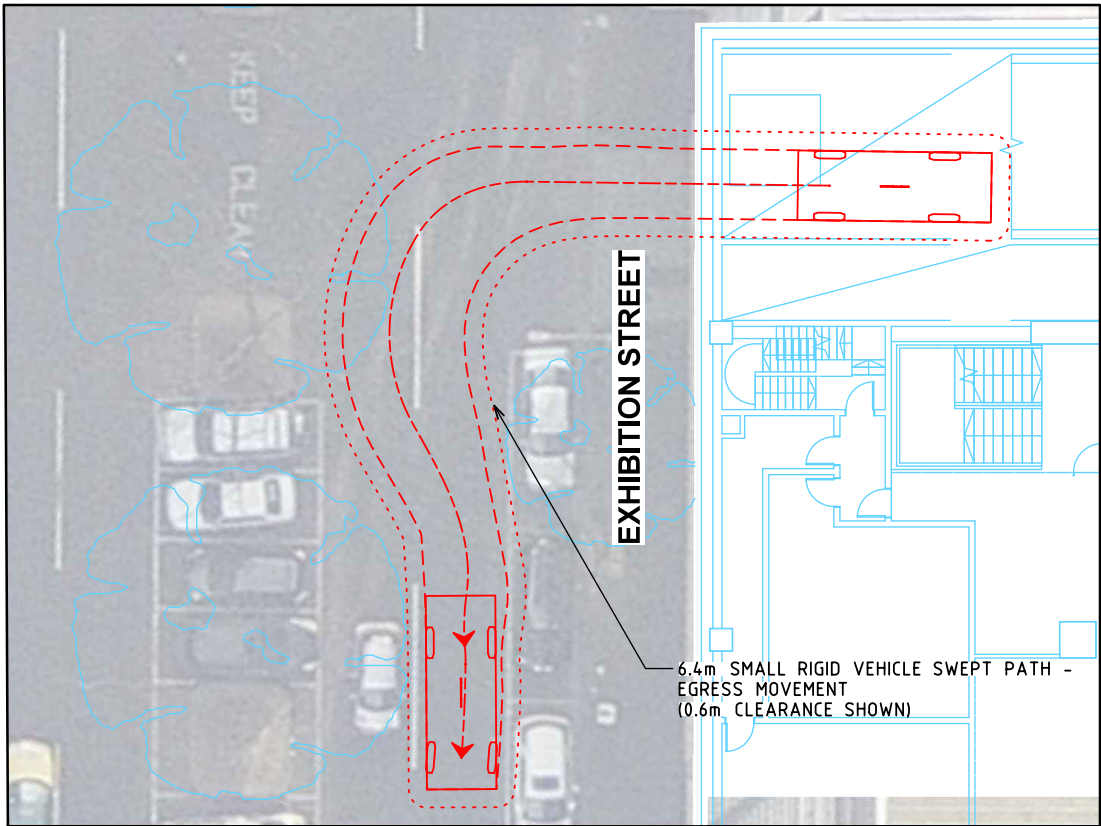 KEEP
CLEAR
EXHIBITION STREET
6.4m SMALL RIGID VEHICLE SWEPT PATH -
EGRESS MOVEMENT
(0.6m CLEARANCE SHOWN)